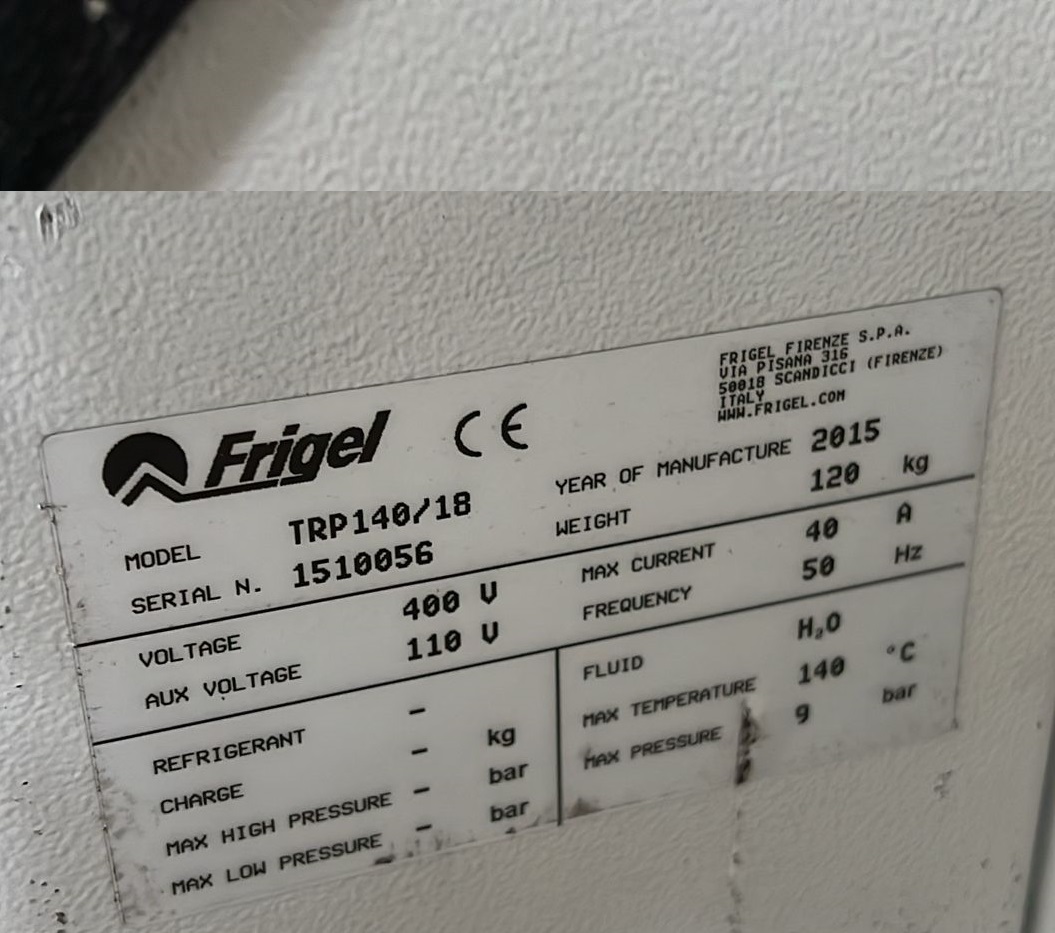 FRIGEL FIRENZE S.P.A.
VIA PISANA 316
50018 SCANDICCI (FIRENZE)
ITALY
WWW.FRIGEL.COM
Frigel CE
MODEL TRP140/18 YEAR OF MANUFACTURE 2015
SERIAL N. 1510056 WEIGHT 120 kg
VOLTAGE 400 V MAX CURRENT 40 A
AUX VOLTAGE 110 V FREQUENCY 50 Hz
REFRIGERANT - FLUID H₂O
CHARGE - kg MAX TEMPERATURE 140 °C
MAX HIGH PRESSURE - bar MAX PRESSURE 9 bar
MAX LOW PRESSURE - bar